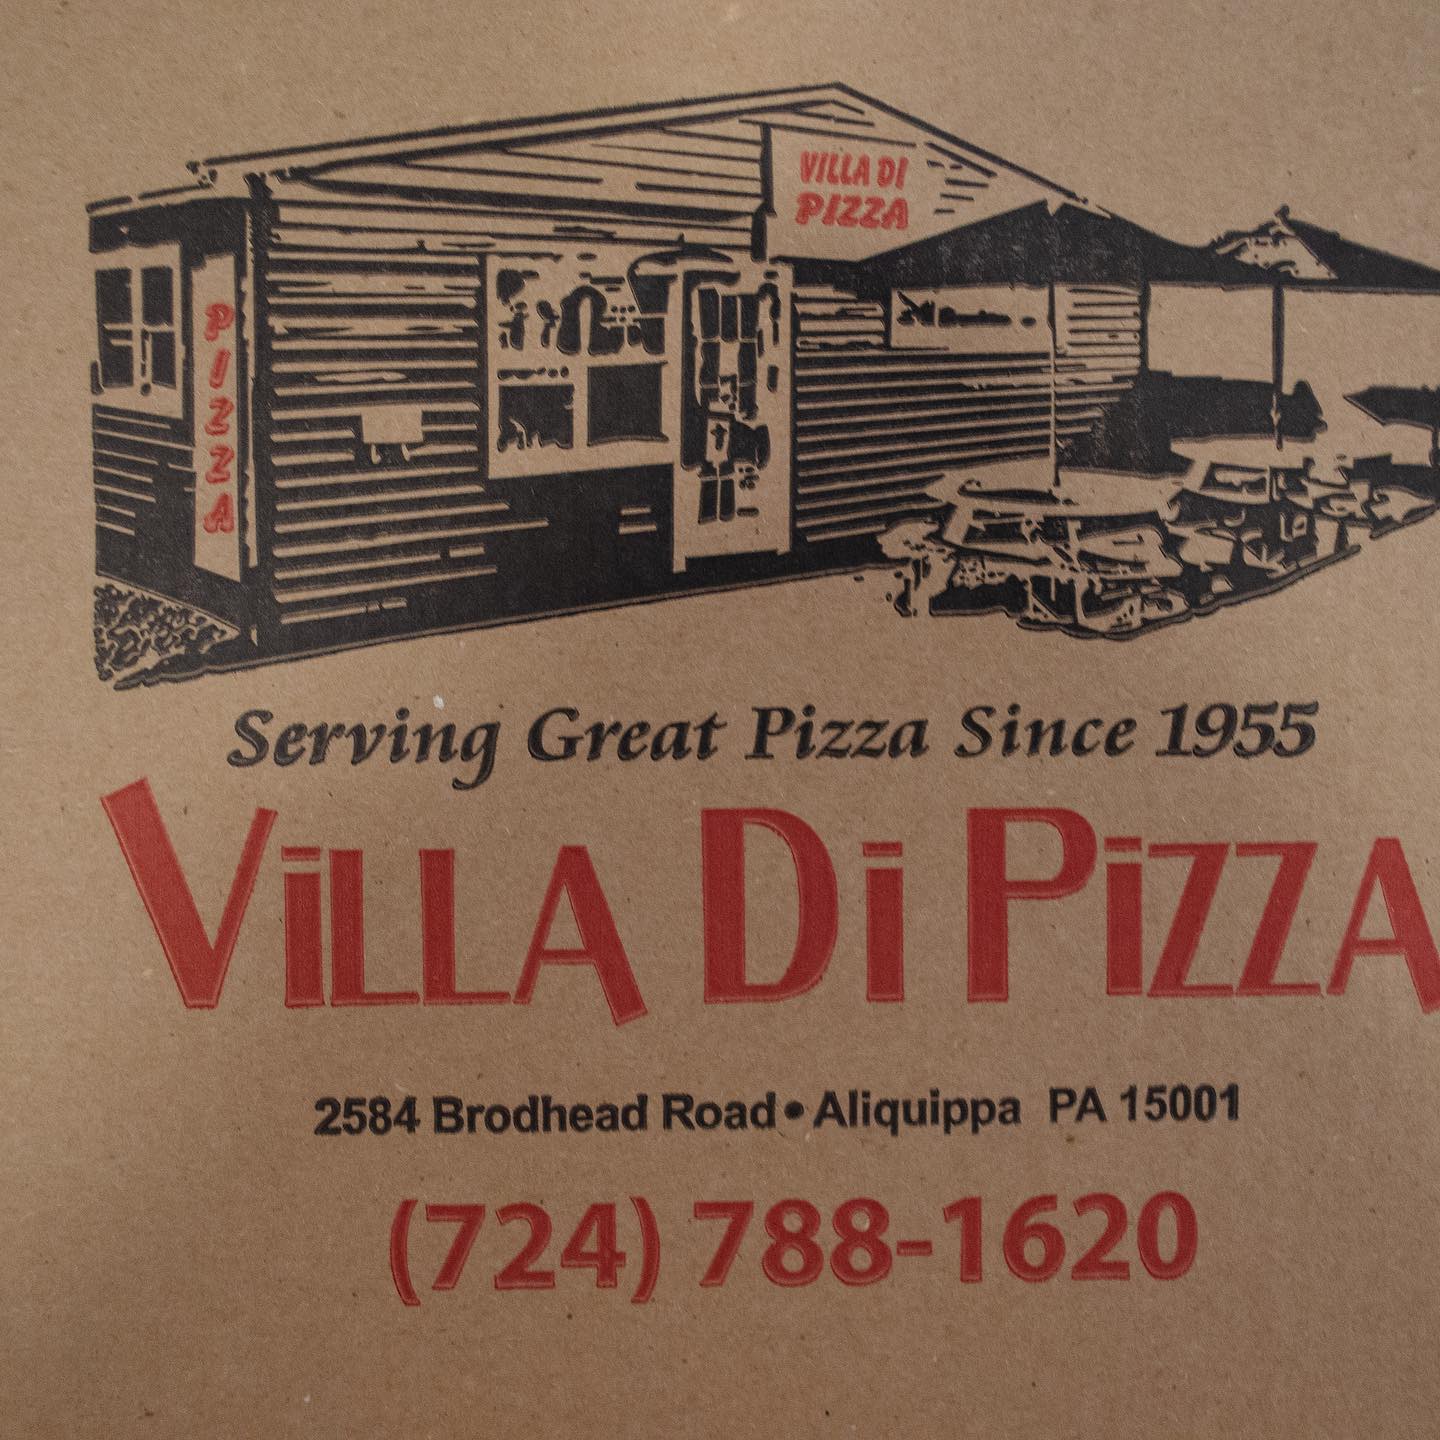 VILLA DI
PIZZA
PIZZA
Serving Great Pizza Since 1955
VILLA DI PIZZA
2584 Brodhead Road • Aliquippa PA 15001
(724) 788-1620